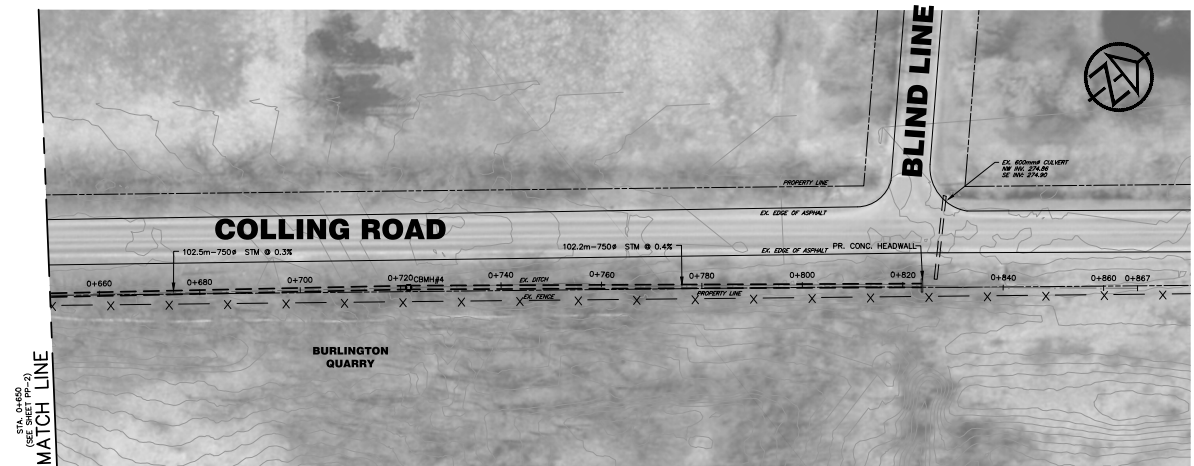 BLIND LINE
EX. 600mmø CULVERT
NW INV. 274.86
SE INV: 274.90
PROPERTY LINE
EX. EDGE OF ASPHALT
COLLING ROAD
102.5m-750ø STM @ 0.3%
102.2m-750ø STM @ 0.4%
EX. EDGE OF ASPHALT
PR. CONC. HEADWALL
0+660
0+680
0+700
0+720
CBMH#4
0+740
EX. DITCH
0+760
0+780
0+800
0+820
0+840
0+860
0+867
EX. FENCE
PROPERTY LINE
BURLINGTON
QUARRY
STA. 0+650
(SEE SHEET PP-2)
MATCH LINE